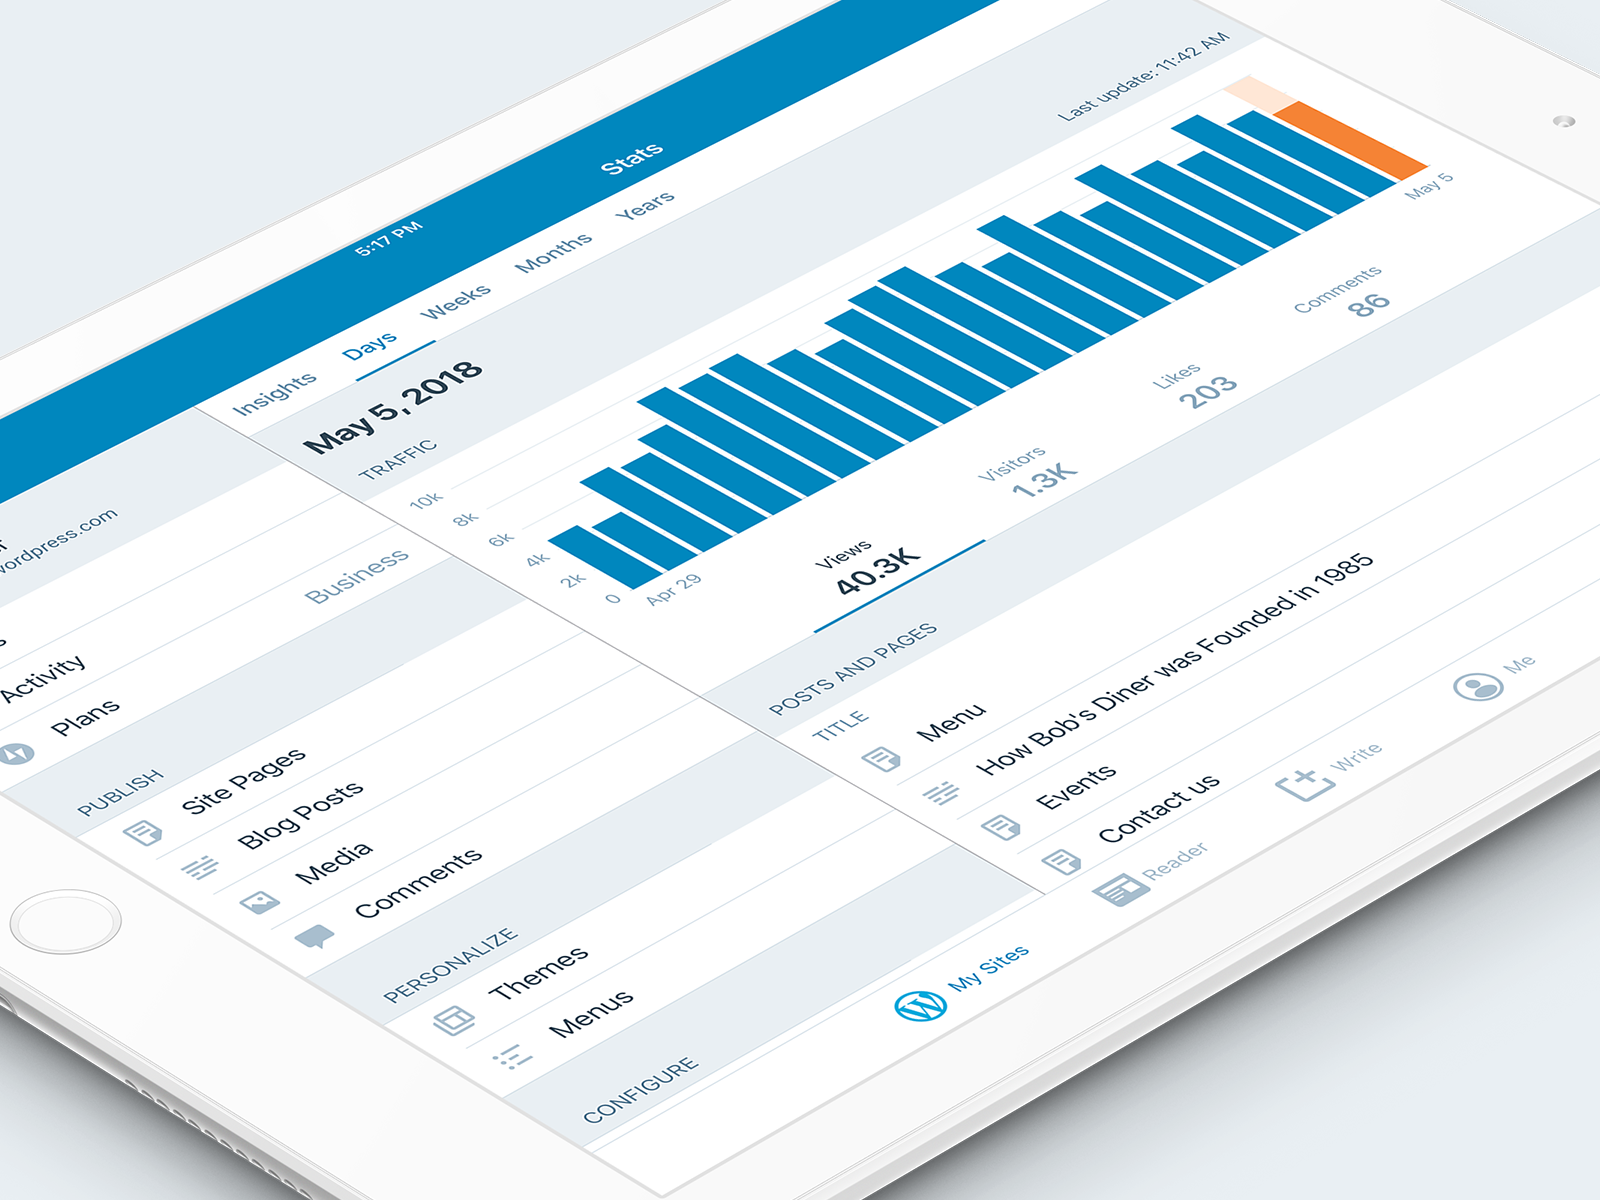 5:17 PM
Stats
Insights
Days
Weeks
Months
Years
May 5, 2018
Last update: 11:42 AM
TRAFFIC
10k
8k
6k
4k
2k
0
Apr 29
May 5
Views
40.3K
Visitors
1.3K
Likes
203
Comments
86
POSTS AND PAGES
TITLE
Menu
How Bob's Diner was Founded in 1985
Events
Contact us
Business
Activity
Plans
PUBLISH
Site Pages
Blog Posts
Media
Comments
PERSONALIZE
Themes
Menus
CONFIGURE
My Sites
Reader
Write
Me